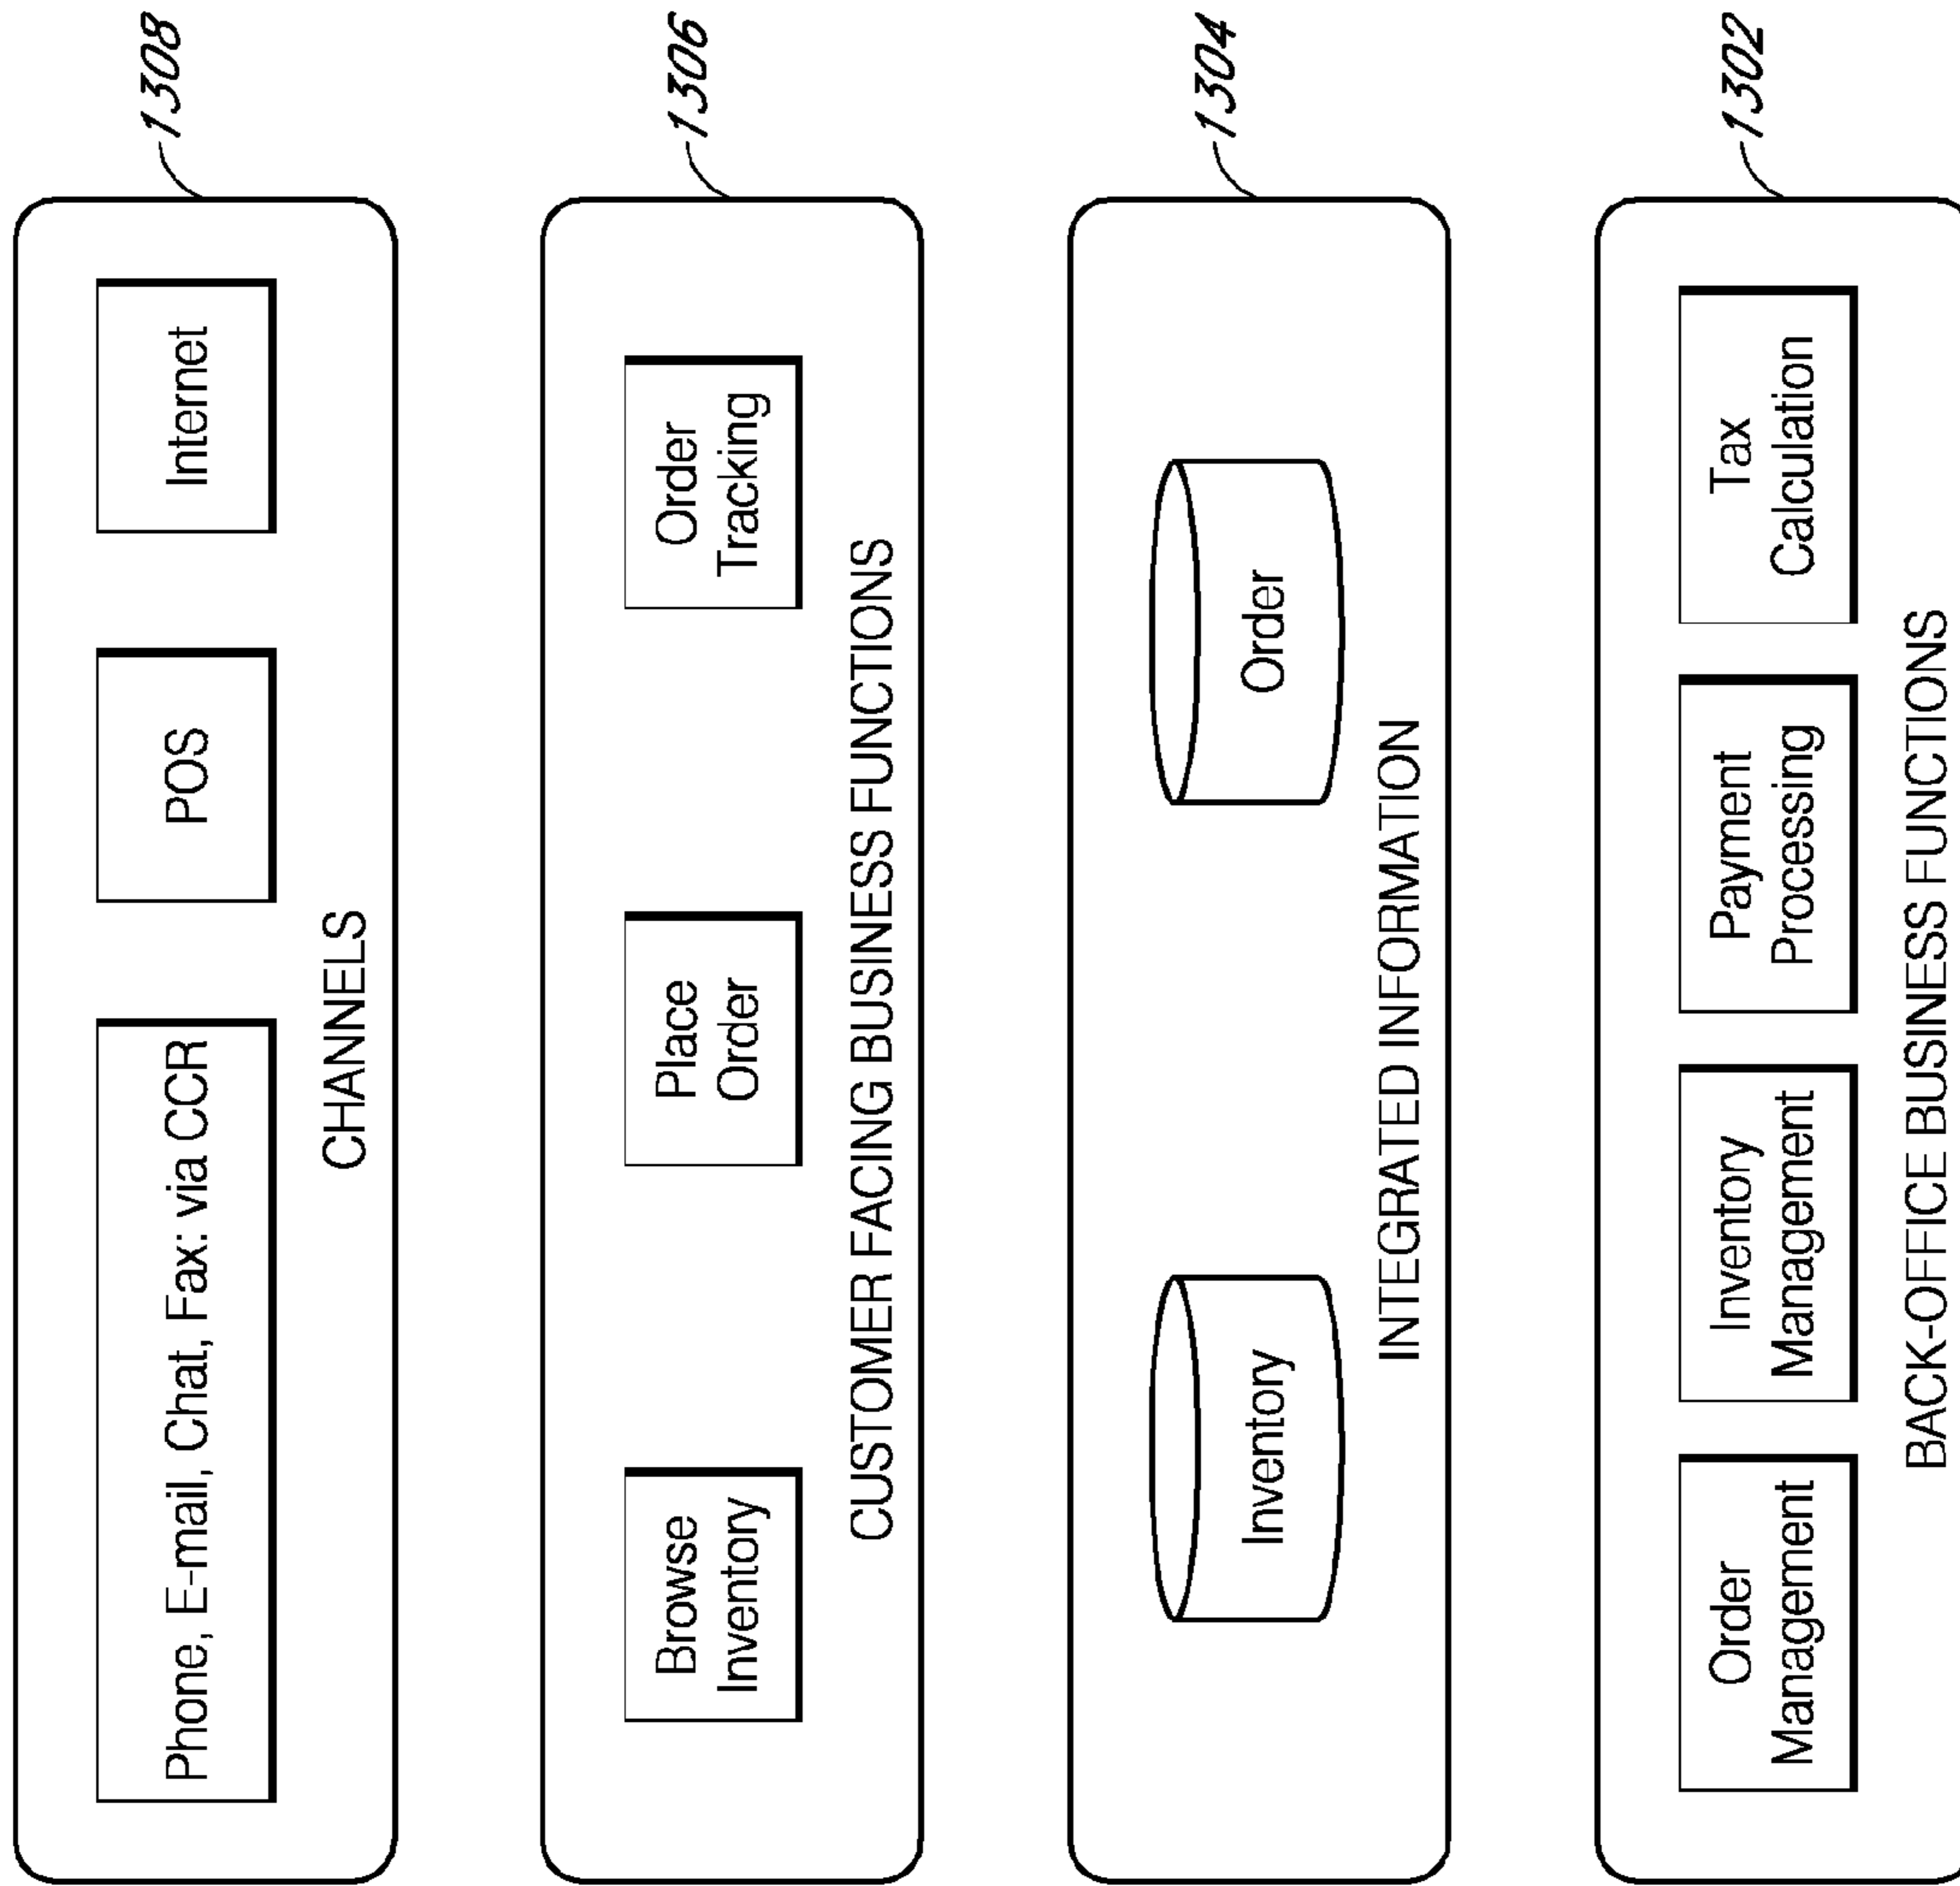 Phone, E-mail, Chat, Fax: via CCR
POS
Internet
CHANNELS
1308
Browse
Inventory
Place
Order
Order
Tracking
CUSTOMER FACING BUSINESS FUNCTIONS
1306
Inventory
Order
INTEGRATED INFORMATION
1304
Order
Management
Inventory
Management
Payment
Processing
Tax
Calculation
BACK-OFFICE BUSINESS FUNCTIONS
1302